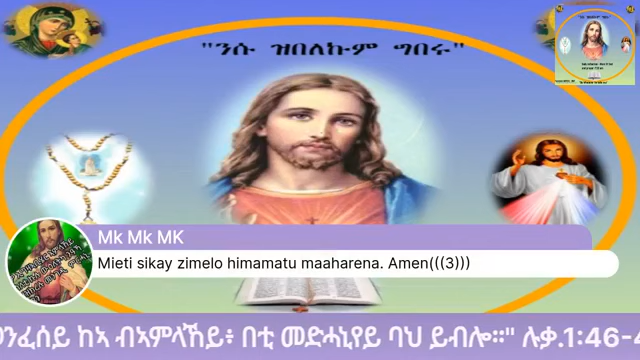 "ንሱ ዝበለኩም ግበሩ"
Mk Mk MK
Mieti sikay zimelo himamatu maaharena. Amen(((3)))
ከኣ ብኣምላኸይ፥ በቲ መድሓኒየይ ባህ ይብሎ።" ሉቃ.1:46-4